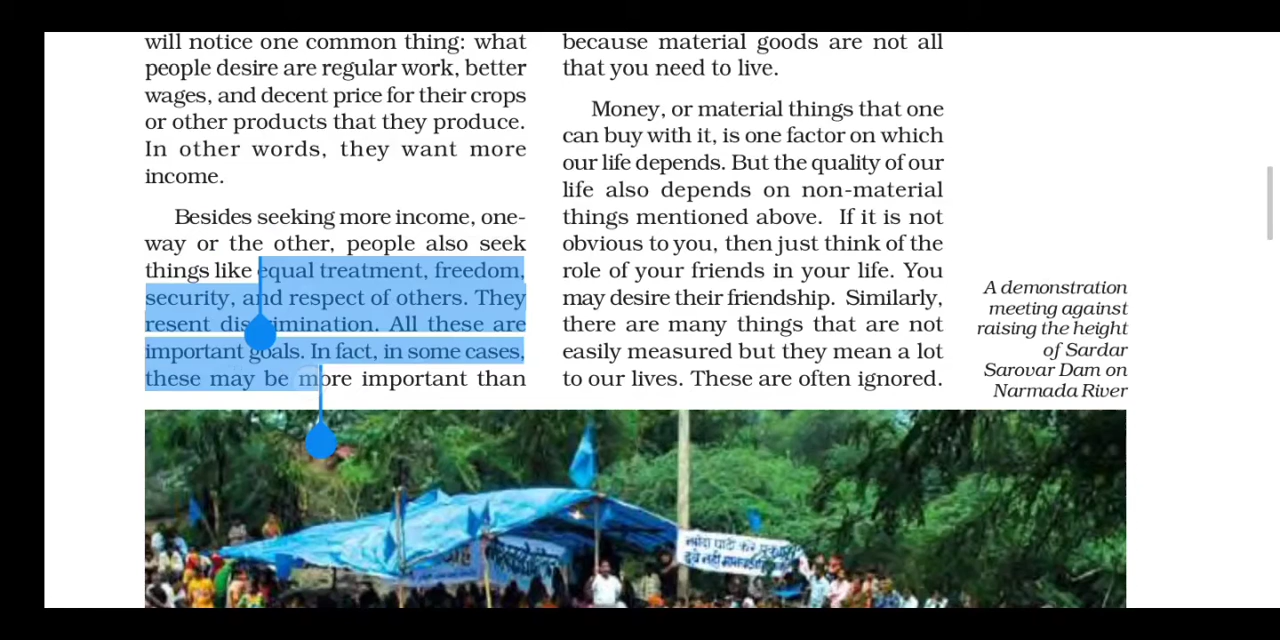 will notice one common thing: what
people desire are regular work, better
wages, and decent price for their crops
or other products that they produce.
In other words, they want more
income.
Besides seeking more income, one-
way or the other, people also seek
things like equal treatment, freedom,
security, and respect of others. They
resent discrimination. All these are
important goals. In fact, in some cases,
these may be more important than
because material goods are not all
that you need to live.
Money, or material things that one
can buy with it, is one factor on which
our life depends. But the quality of our
life also depends on non-material
things mentioned above. If it is not
obvious to you, then just think of the
role of your friends in your life. You
may desire their friendship. Similarly,
there are many things that are not
easily measured but they mean a lot
to our lives. These are often ignored.
A demonstration
meeting against
raising the height
of Sardar
Sarovar Dam on
Narmada River
नर्मदा घाटी करे
डूबे नहीं